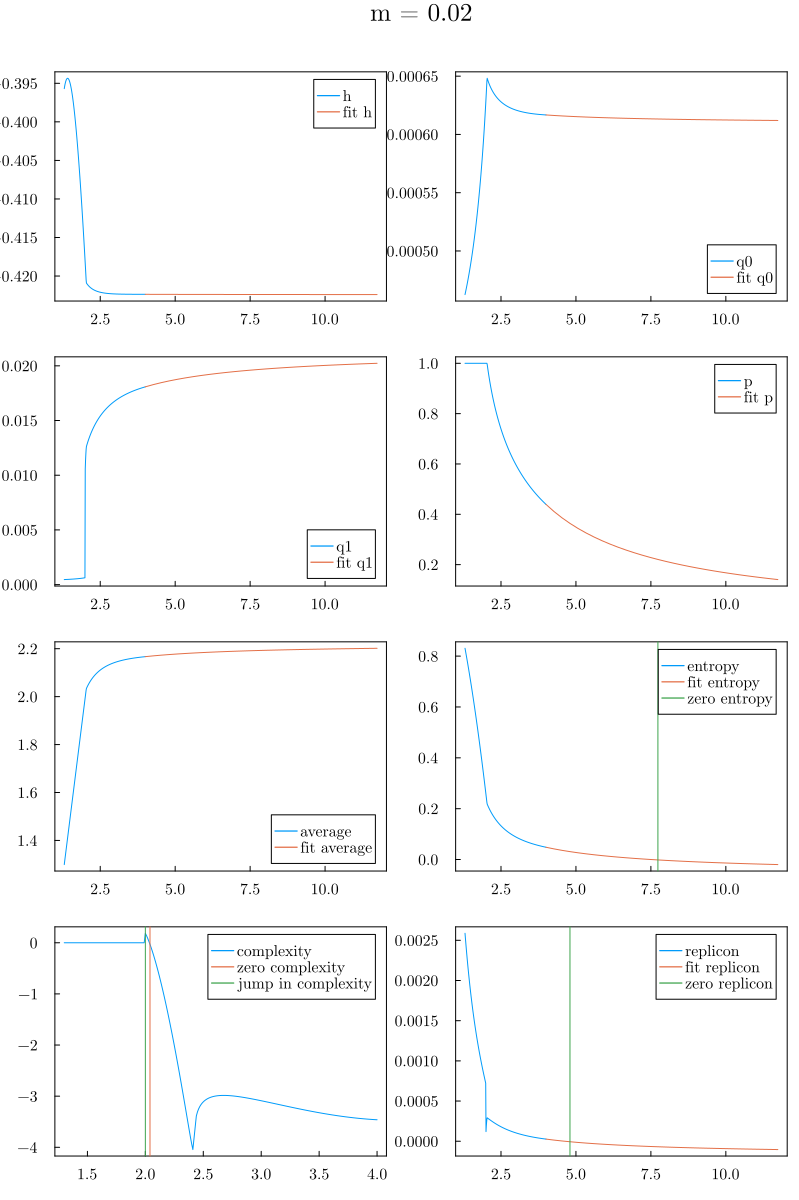 m = 0.02
-0.395
-0.400
-0.405
-0.410
-0.415
-0.420
2.5 5.0 7.5 10.0
h
fit h
0.00065
0.00060
0.00055
0.00050
2.5 5.0 7.5 10.0
q0
fit q0
0.020
0.015
0.010
0.005
0.000
2.5 5.0 7.5 10.0
q1
fit q1
1.0
0.8
0.6
0.4
0.2
2.5 5.0 7.5 10.0
p
fit p
2.2
2.0
1.8
1.6
1.4
2.5 5.0 7.5 10.0
average
fit average
0.8
0.6
0.4
0.2
0.0
2.5 5.0 7.5 10.0
entropy
fit entropy
zero entropy
0
−1
−2
−3
−4
1.5 2.0 2.5 3.0 3.5 4.0
complexity
zero complexity
jump in complexity
0.0025
0.0020
0.0015
0.0010
0.0005
0.0000
2.5 5.0 7.5 10.0
replicon
fit replicon
zero replicon